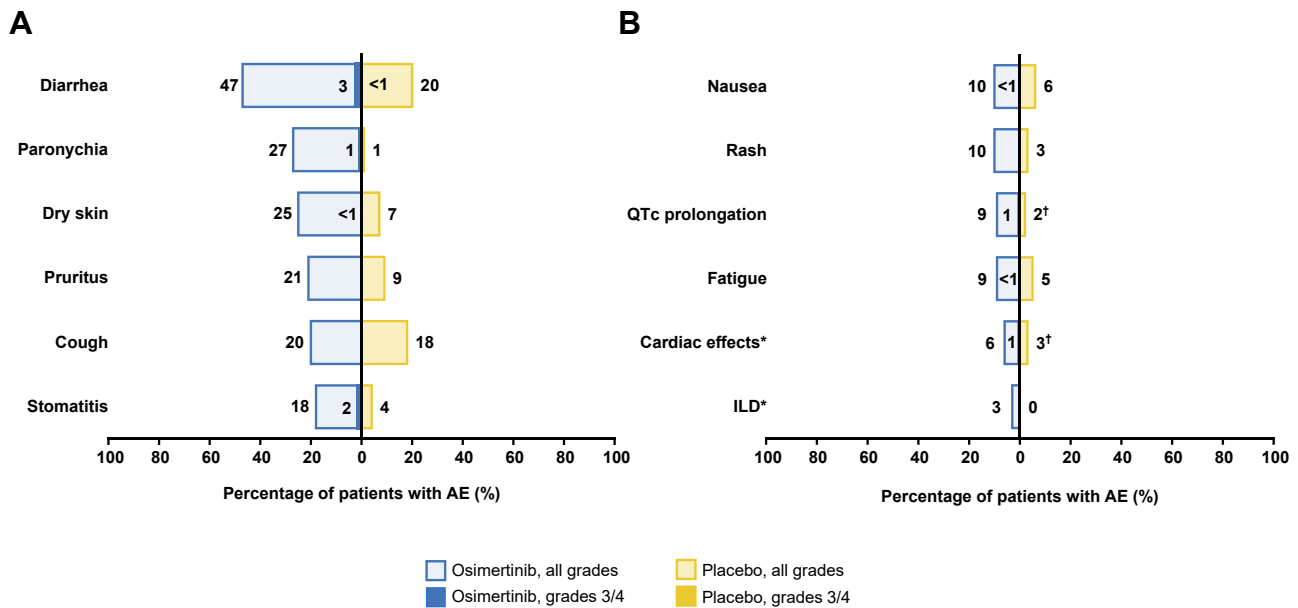 A
Diarrhea 47 3 <1 20
Paronychia 27 1 1
Dry skin 25 <1 7
Pruritus 21 9
Cough 20 18
Stomatitis 18 2 4
100 80 60 40 20 0 20 40 60 80 100
Percentage of patients with AE (%)
B
Nausea 10 <1 6
Rash 10 3
QTc prolongation 9 1 2†
Fatigue 9 <1 5
Cardiac effects* 6 1 3†
ILD* 3 0
100 80 60 40 20 0 20 40 60 80 100
Percentage of patients with AE (%)
Osimertinib, all grades
Osimertinib, grades 3/4
Placebo, all grades
Placebo, grades 3/4